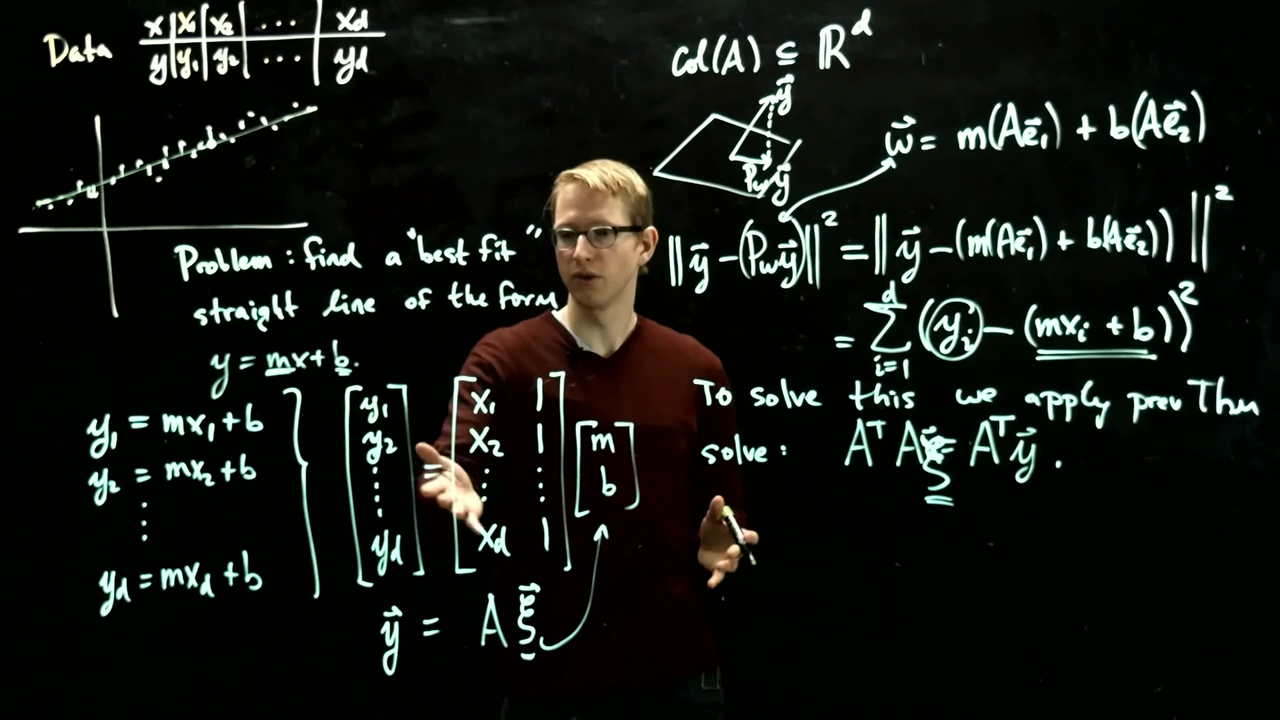 Data x x₁ x₂ ... x_d
y y₁ y₂ ... y_d
Problem : find a "best fit"
straight line of the form
y = mx + b.
y₁ = mx₁ + b
y₂ = mx₂ + b
⋮
y_d = mx_d + b
[y₁ y₂ ⋮ y_d] = [x₁ 1 x₂ 1 ⋮ ⋮ x_d 1] [m b]
y⃗ = A ξ⃗
Col(A) ⊆ ℝᵈ
y⃗
P_W y⃗
w⃗ = m(Ae⃗₁) + b(Ae⃗₂)
||y⃗ - (P_W y⃗)||² = ||y⃗ - (m(Ae⃗₁) + b(Ae⃗₂))||²
= Σ_{i=1}^{d} (y_i - (mx_i + b))²
To solve this we apply prev Thm
solve : AᵀAξ⃗ = Aᵀy⃗.